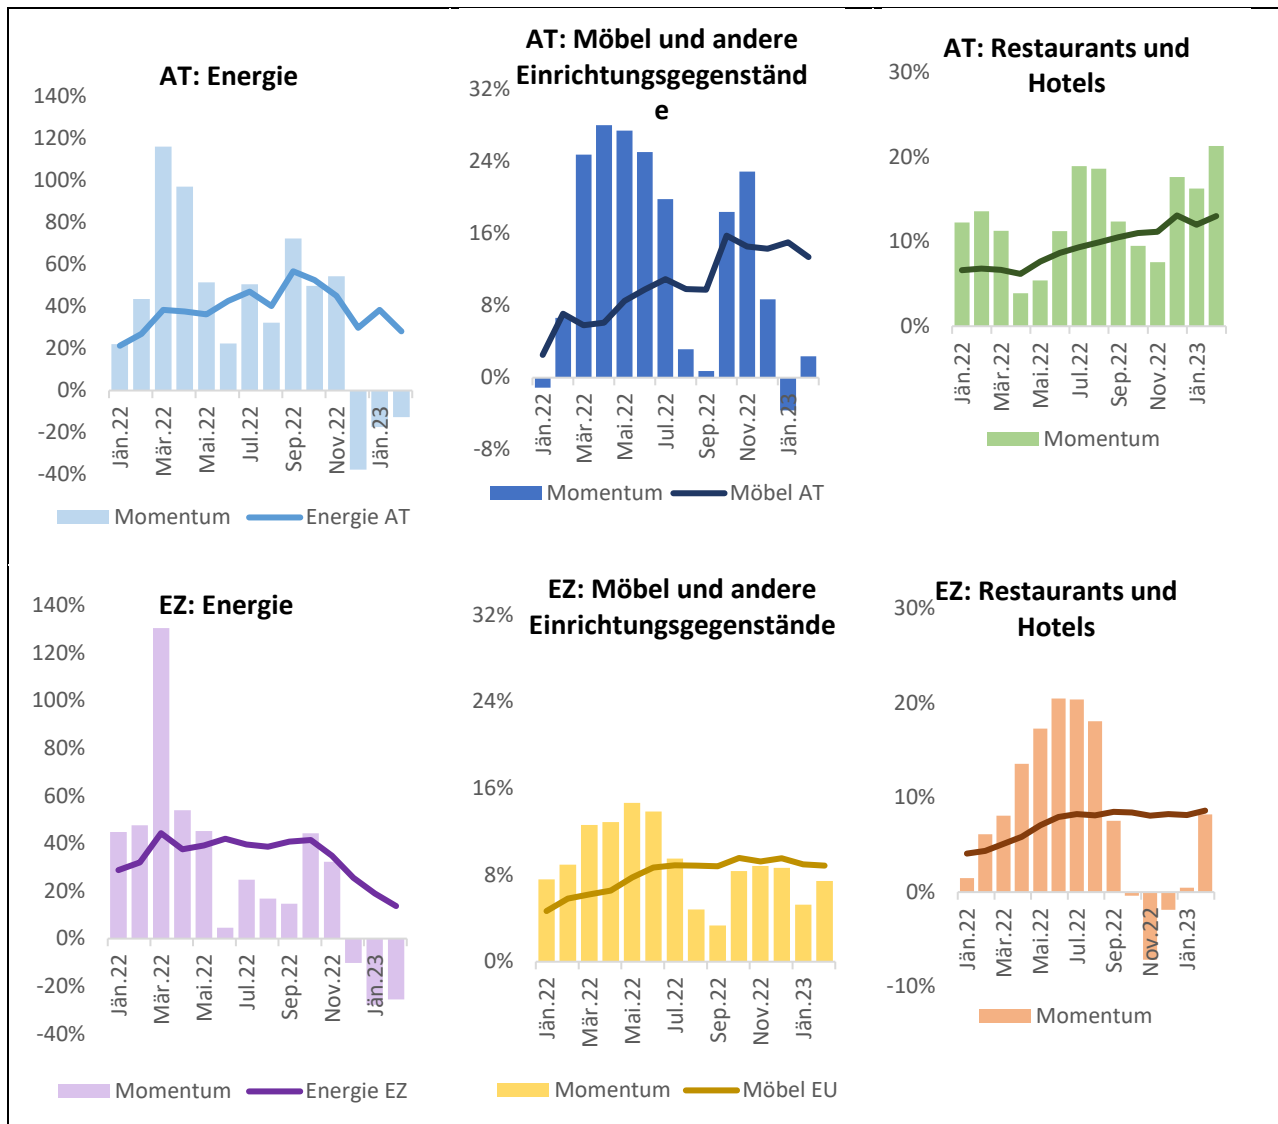 AT: Energie
140%
120%
100%
80%
60%
40%
20%
0%
-20%
-40%
Jän.22
Mär.22
Mai.22
Jul.22
Sep.22
Nov.22
Jän.23
Momentum
Energie AT
AT: Möbel und andere
Einrichtungsgegenständ
e
32%
24%
16%
8%
0%
-8%
Jän.22
Mär.22
Mai.22
Jul.22
Sep.22
Nov.22
Jän.23
Momentum
Möbel AT
AT: Restaurants und
Hotels
30%
20%
10%
0%
Jän.22
Mär.22
Mai.22
Jul.22
Sep.22
Nov.22
Jän.23
Momentum
EZ: Energie
140%
120%
100%
80%
60%
40%
20%
0%
-20%
-40%
Jän.22
Mär.22
Mai.22
Jul.22
Sep.22
Nov.22
Jän.23
Momentum
Energie EZ
EZ: Möbel und andere
Einrichtungsgegenstände
32%
24%
16%
8%
0%
Jän.22
Mär.22
Mai.22
Jul.22
Sep.22
Nov.22
Jän.23
Momentum
Möbel EU
EZ: Restaurants und
Hotels
30%
20%
10%
0%
-10%
Jän.22
Mär.22
Mai.22
Jul.22
Sep.22
Nov.22
Jän.23
Momentum